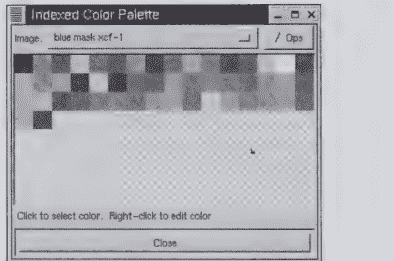 Indexed Color Palette
Image: blue mask xcf-1 / Ops
Click to select color. Right-click to edit color
Close